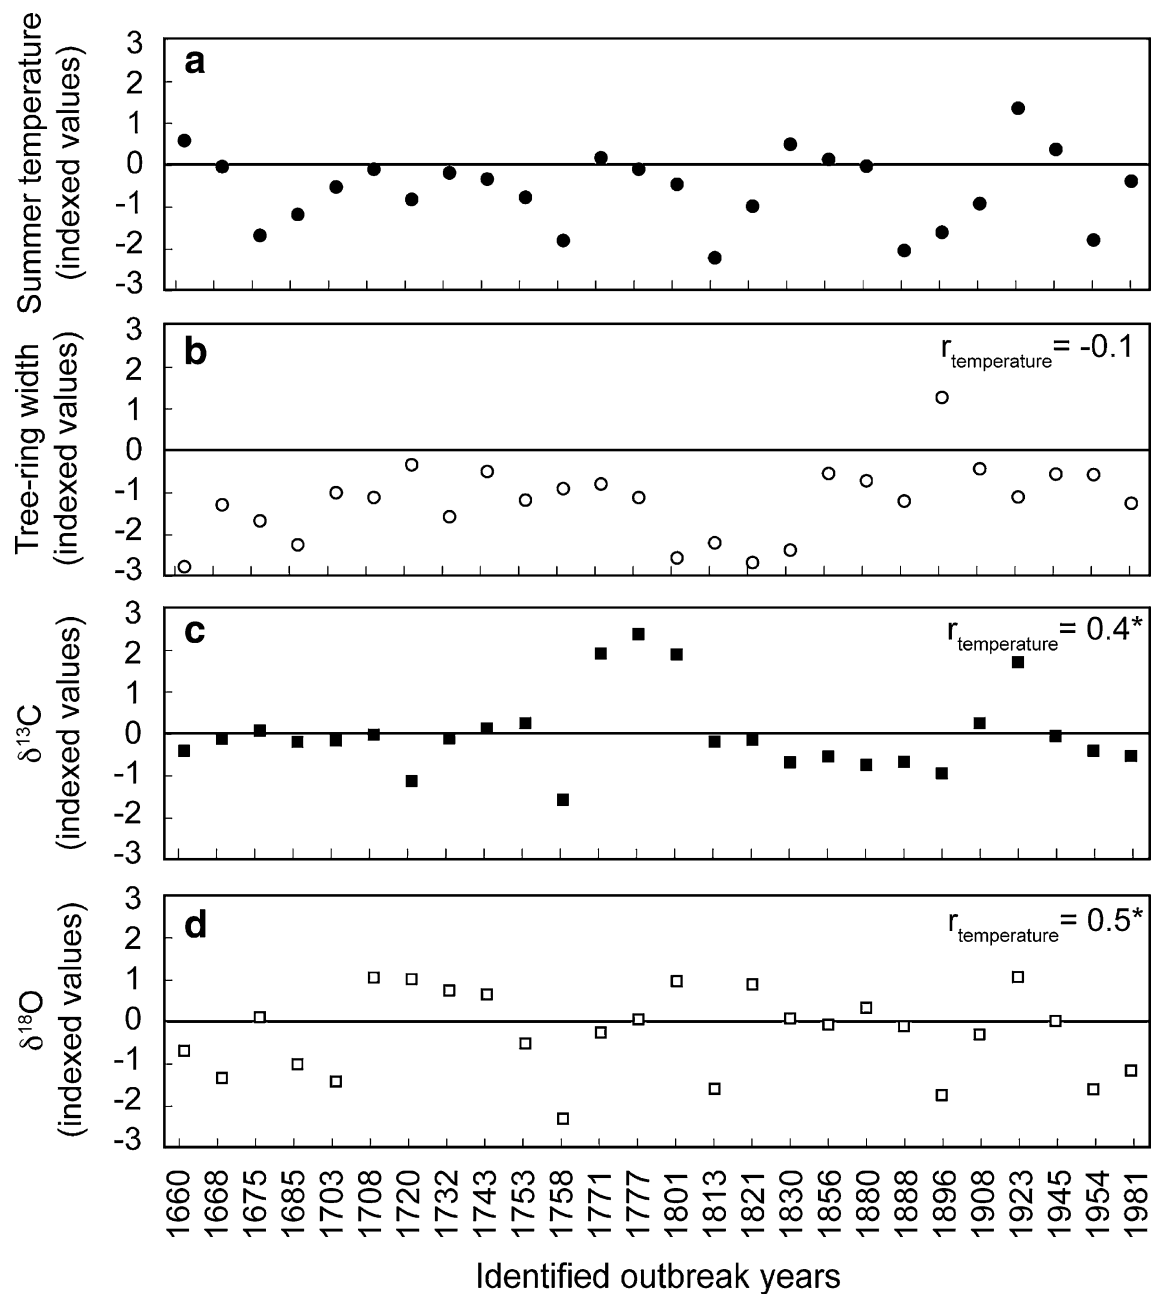 Summer temperature
(indexed values)
3
2
1
0
-1
-2
-3
a
Tree-ring width
(indexed values)
3
2
1
0
-1
-2
-3
b
rtemperature= -0.1
δ13C
(indexed values)
3
2
1
0
-1
-2
-3
c
rtemperature= 0.4*
δ18O
(indexed values)
3
2
1
0
-1
-2
-3
d
rtemperature= 0.5*
1660 1668 1675 1685 1703 1708 1720 1732 1743 1753 1758 1771 1777 1801 1813 1821 1830 1856 1880 1888 1896 1908 1923 1945 1954 1981
Identified outbreak years